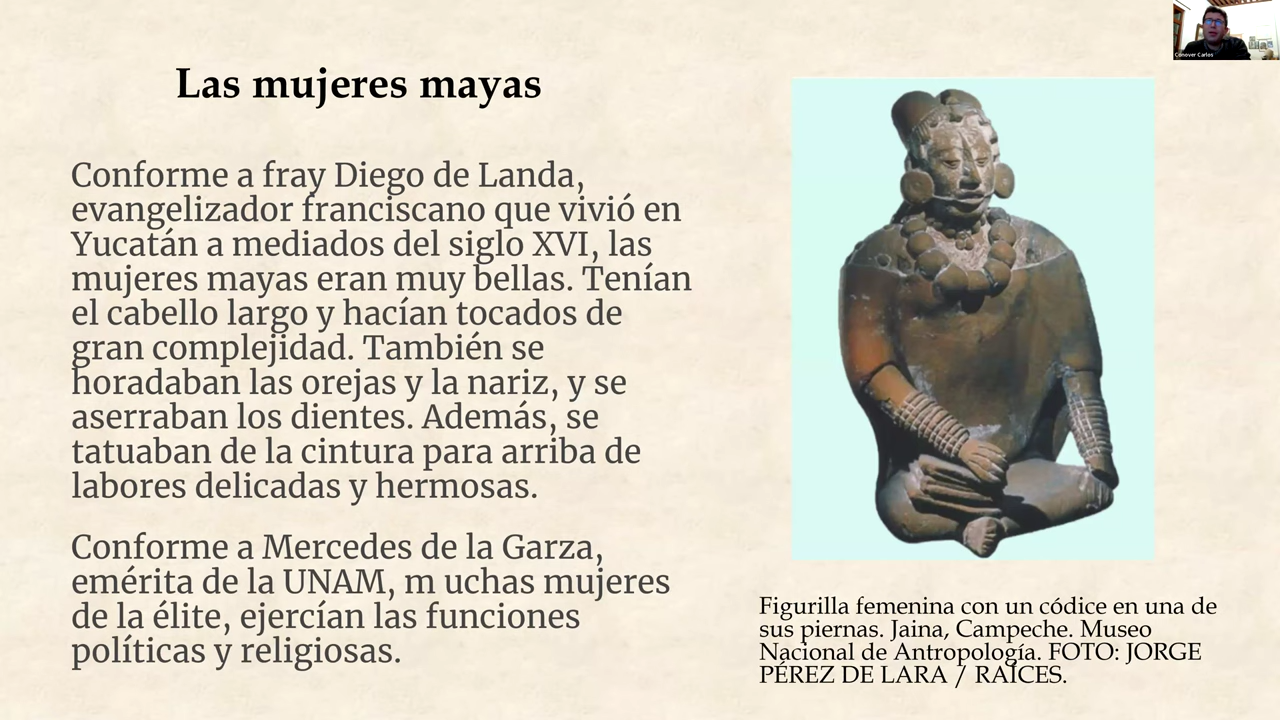 Conover Carlos
Las mujeres mayas
Conforme a fray Diego de Landa,
evangelizador franciscano que vivió en
Yucatán a mediados del siglo XVI, las
mujeres mayas eran muy bellas. Tenían
el cabello largo y hacían tocados de
gran complejidad. También se
horadaban las orejas y la nariz, y se
aserraban los dientes. Además, se
tatuaban de la cintura para arriba de
labores delicadas y hermosas.
Conforme a Mercedes de la Garza,
emérita de la UNAM, m uchas mujeres
de la élite, ejercían las funciones
políticas y religiosas.
Figurilla femenina con un códice en una de
sus piernas. Jaina, Campeche. Museo
Nacional de Antropología. FOTO: JORGE
PÉREZ DE LARA / RAÍCES.